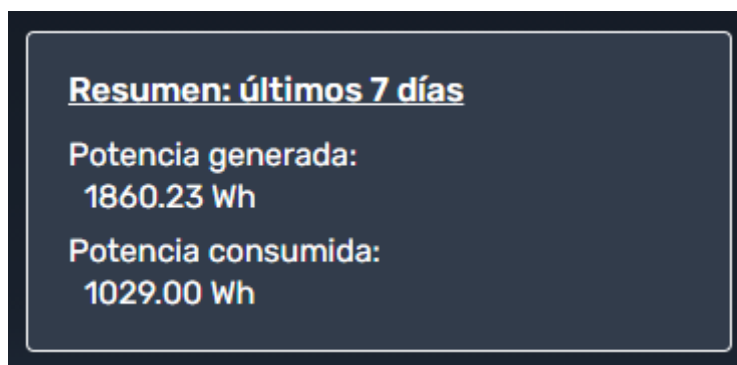 Resumen: últimos 7 días
Potencia generada:
1860.23 Wh
Potencia consumida:
1029.00 Wh